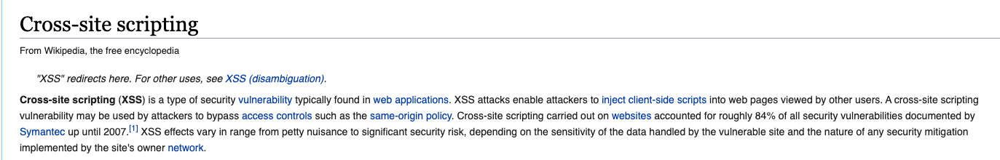 Cross-site scripting
From Wikipedia, the free encyclopedia
"XSS" redirects here. For other uses, see XSS (disambiguation).
Cross-site scripting (XSS) is a type of security vulnerability typically found in web applications. XSS attacks enable attackers to inject client-side scripts into web pages viewed by other users. A cross-site scripting
vulnerability may be used by attackers to bypass access controls such as the same-origin policy. Cross-site scripting carried out on websites accounted for roughly 84% of all security vulnerabilities documented by
Symantec up until 2007.[1] XSS effects vary in range from petty nuisance to significant security risk, depending on the sensitivity of the data handled by the vulnerable site and the nature of any security mitigation
implemented by the site's owner network.